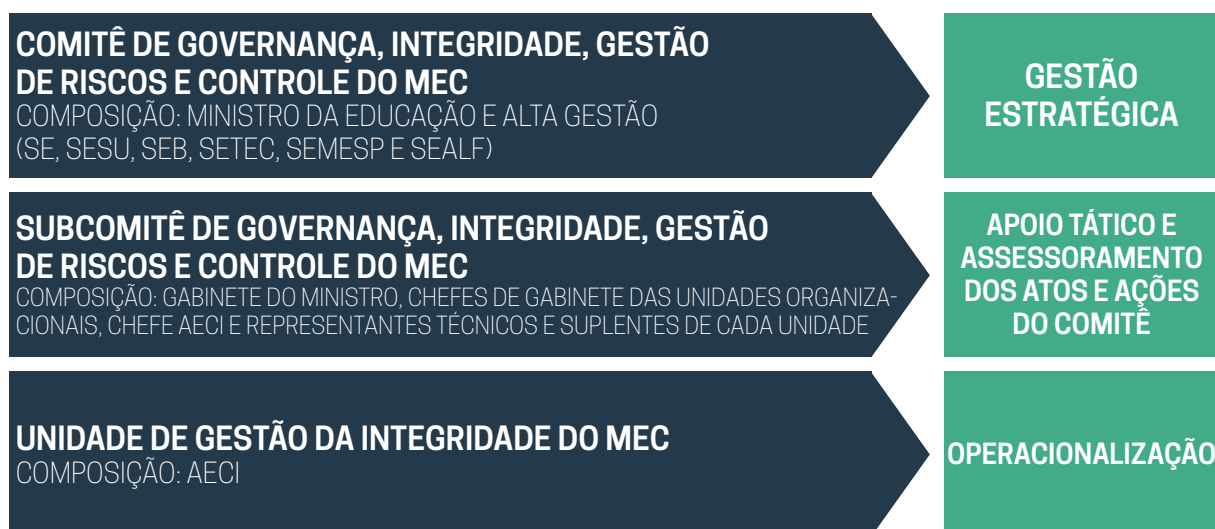 COMITÊ DE GOVERNANÇA, INTEGRIDADE, GESTÃO
DE RISCOS E CONTROLE DO MEC
COMPOSIÇÃO: MINISTRO DA EDUCAÇÃO E ALTA GESTÃO
(SE, SESU, SEB, SETEC, SEMESP E SEALF)
GESTÃO
ESTRATÉGICA
SUBCOMITÊ DE GOVERNANÇA, INTEGRIDADE, GESTÃO
DE RISCOS E CONTROLE DO MEC
COMPOSIÇÃO: GABINETE DO MINISTRO, CHEFES DE GABINETE DAS UNIDADES ORGANIZA-
CIONAIS, CHEFE AECI E REPRESENTANTES TÉCNICOS E SUPLENTES DE CADA UNIDADE
APOIO TÁTICO E
ASSESSORAMENTO
DOS ATOS E AÇÕES
DO COMITÊ
UNIDADE DE GESTÃO DA INTEGRIDADE DO MEC
COMPOSIÇÃO: AECI
OPERACIONALIZAÇÃO